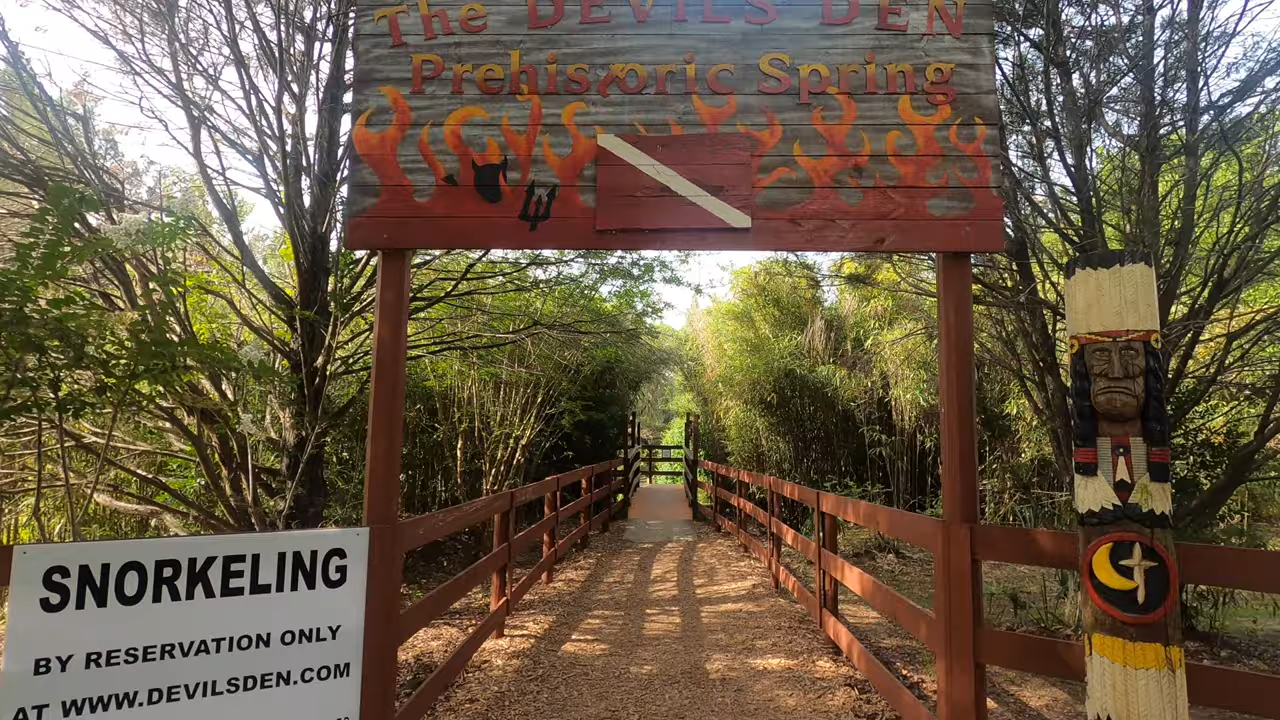 The DEVILS DEN
Prehistoric Spring
SNORKELING
BY RESERVATION ONLY
AT WWW.DEVILSDEN.COM